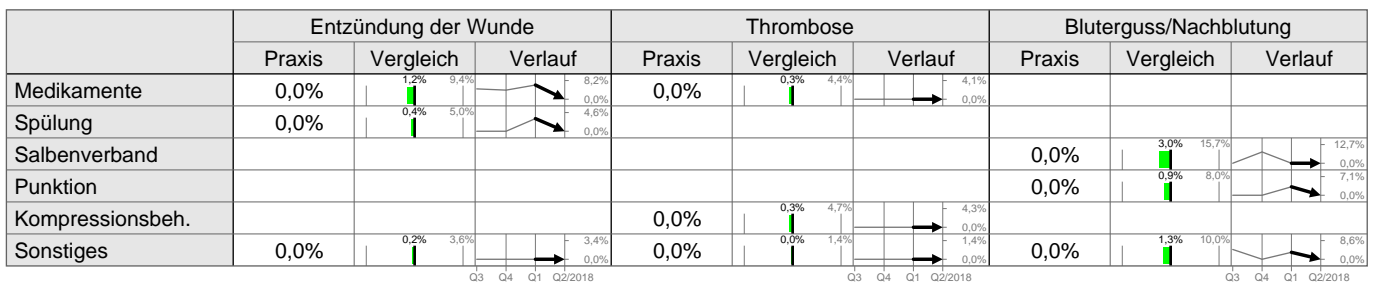 Entzündung der Wunde Thrombose Bluterguss/Nachblutung
Praxis Vergleich Verlauf Praxis Vergleich Verlauf Praxis Vergleich Verlauf
Medikamente 0,0% 1,2% 9,4% 8,2% 0,0% 0,0% 0,3% 4,4% 4,1% 0,0%
Spülung 0,0% 0,4% 5,0% 4,6% 0,0%
Salbenverband 0,0% 3,0% 15,7% 12,7% 0,0%
Punktion 0,0% 0,9% 8,0% 7,1% 0,0%
Kompressionsbeh. 0,0% 0,3% 4,7% 4,3% 0,0%
Sonstiges 0,0% 0,2% 3,6% 3,4% 0,0% 0,0% 0,0% 1,4% 1,4% 0,0% 0,0% 1,3% 10,0% 8,6% 0,0%
Q3 Q4 Q1 Q2/2018 Q3 Q4 Q1 Q2/2018 Q3 Q4 Q1 Q2/2018